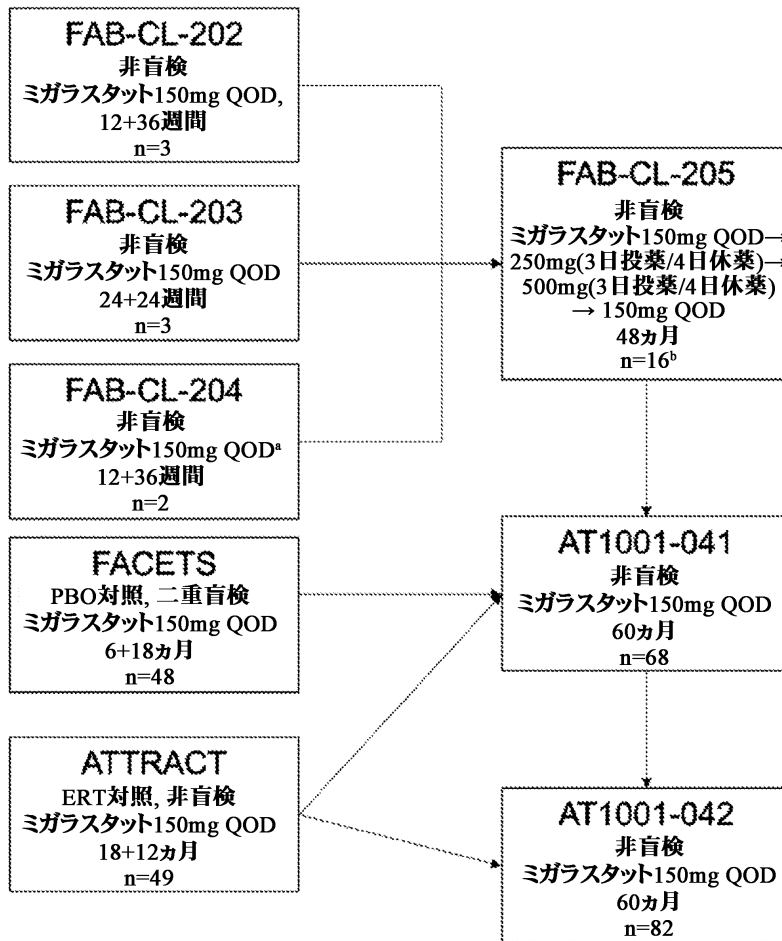 FAB-CL-202
非盲検
ミガラスタット150mg QOD,
12+36週間
n=3
FAB-CL-203
非盲検
ミガラスタット150mg QOD
24+24週間
n=3
FAB-CL-204
非盲検
ミガラスタット150mg QODᵃ
12+36週間
n=2
FACETS
PBO対照, 二重盲検
ミガラスタット150mg QOD
6+18ヵ月
n=48
ATTRACT
ERT対照, 非盲検
ミガラスタット150mg QOD
18+12ヵ月
n=49
FAB-CL-205
非盲検
ミガラスタット150mg QOD→
250mg(3日投薬/4日休薬)→
500mg(3日投薬/4日休薬)
→ 150mg QOD
48ヵ月
n=16ᵇ
AT1001-041
非盲検
ミガラスタット150mg QOD
60ヵ月
n=68
AT1001-042
非盲検
ミガラスタット150mg QOD
60ヵ月
n=82